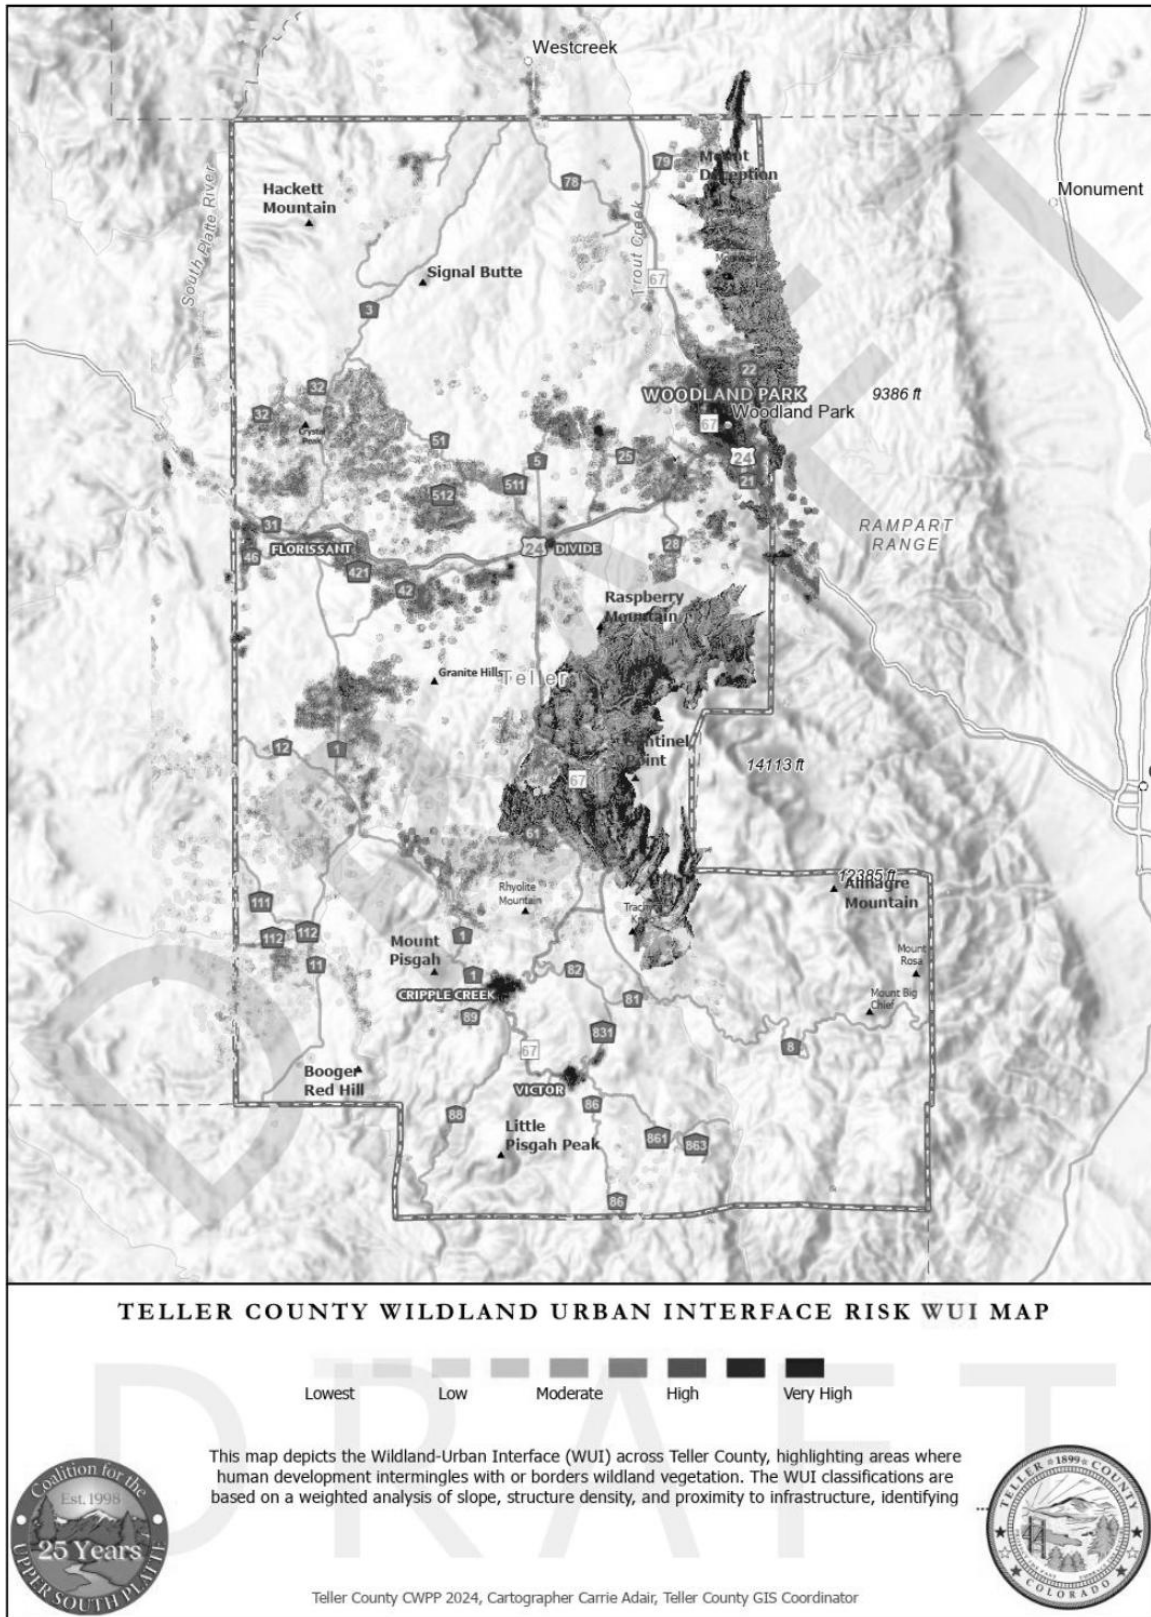 Westcreek
Mount
Deception
79
78
Hackett
Mountain
Monument
South Platte River
Trout Creek
Signal Butte
67
3
32
22
WOODLAND PARK
9386 ft
32
Woodland Park
67
Crystal
Peak
51
5
25
24
512
511
21
31
RAMPART
RANGE
46
FLORISSANT
24
DIVIDE
28
421
42
Raspberry
Mountain
Granite Hills
Teller
12
1
Sentinel
Point
14113 ft
67
61
12385 ft
Almagre
Mountain
Rhyolite
Mountain
111
112
112
1
Mount
Pisgah
Mount
Rosa
11
1
82
CRIPPLE CREEK
81
Mount Big
Chief
89
831
67
8
Booger
Red Hill
VICTOR
86
88
Little
Pisgah Peak
861
863
86
TELLER COUNTY WILDLAND URBAN INTERFACE RISK WUI MAP
Lowest Low Moderate High Very High
DRAFT
This map depicts the Wildland-Urban Interface (WUI) across Teller County, highlighting areas where
human development intermingles with or borders wildland vegetation. The WUI classifications are
based on a weighted analysis of slope, structure density, and proximity to infrastructure, identifying
...
Coalition for the
Est. 1998
25 Years
UPPER SOUTH PLATTE
TELLER 1899 COUNTY
COLORADO
Teller County CWPP 2024, Cartographer Carrie Adair, Teller County GIS Coordinator